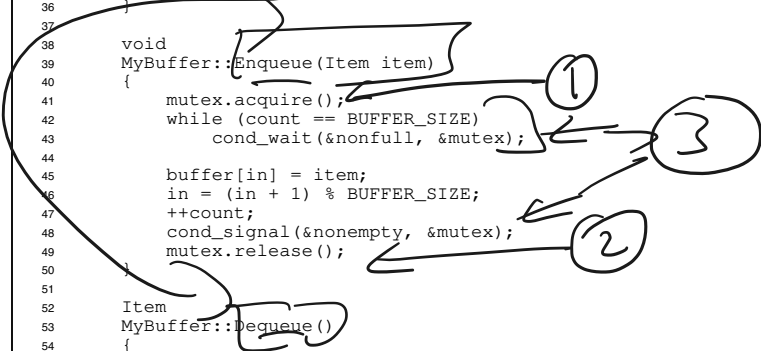 36 }
37
38 void
39 MyBuffer::Enqueue(Item item)
40 {
41 mutex.acquire();
42 while (count == BUFFER_SIZE)
43 cond_wait(&nonfull, &mutex);
44
45 buffer[in] = item;
46 in = (in + 1) % BUFFER_SIZE;
47 ++count;
48 cond_signal(&nonempty, &mutex);
49 mutex.release();
50 }
51
52 Item
53 MyBuffer::Dequeue()
54 {
1
3
2